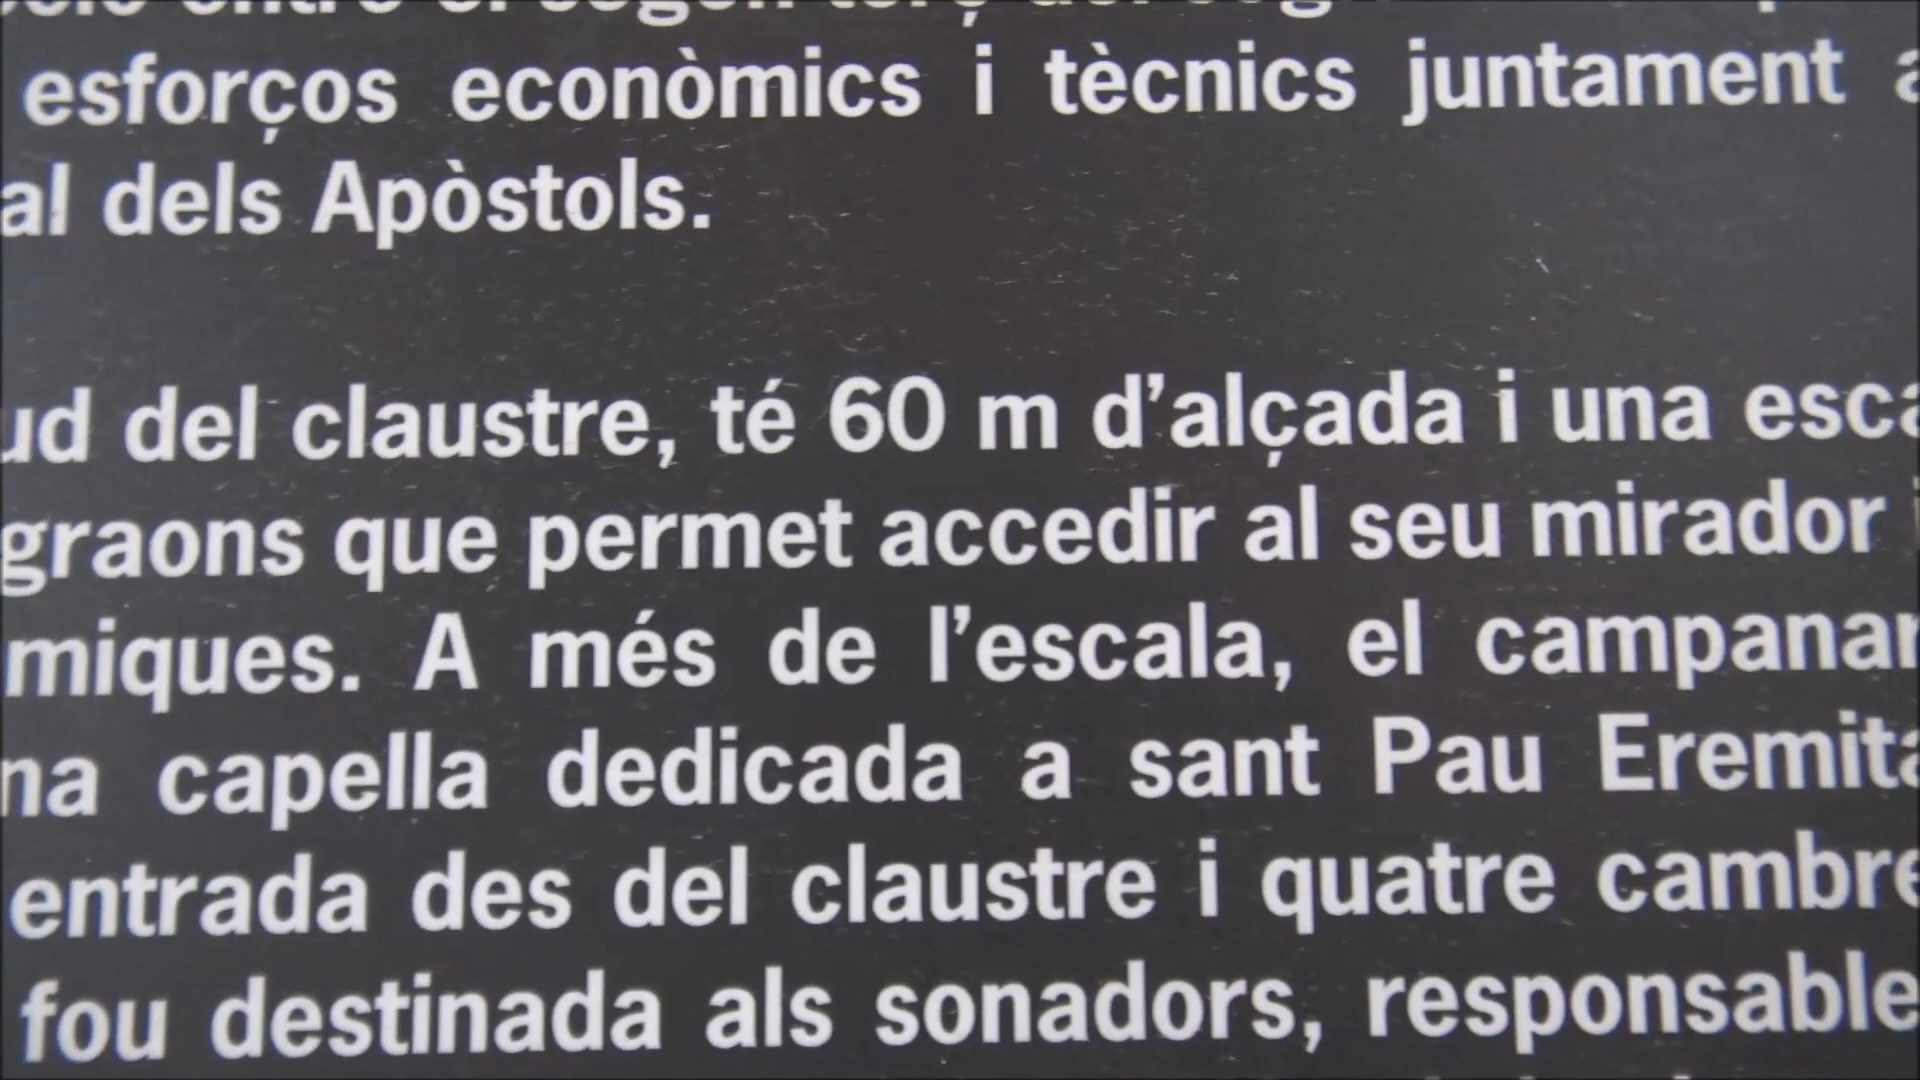 esforços econòmics i tècnics juntament
al dels Apòstols.
ud del claustre, té 60 m d'alçada i una esca
graons que permet accedir al seu mirador
miques. A més de l'escala, el campanar
na capella dedicada a sant Pau Eremita
entrada des del claustre i quatre cambre
fou destinada als sonadors, responsable